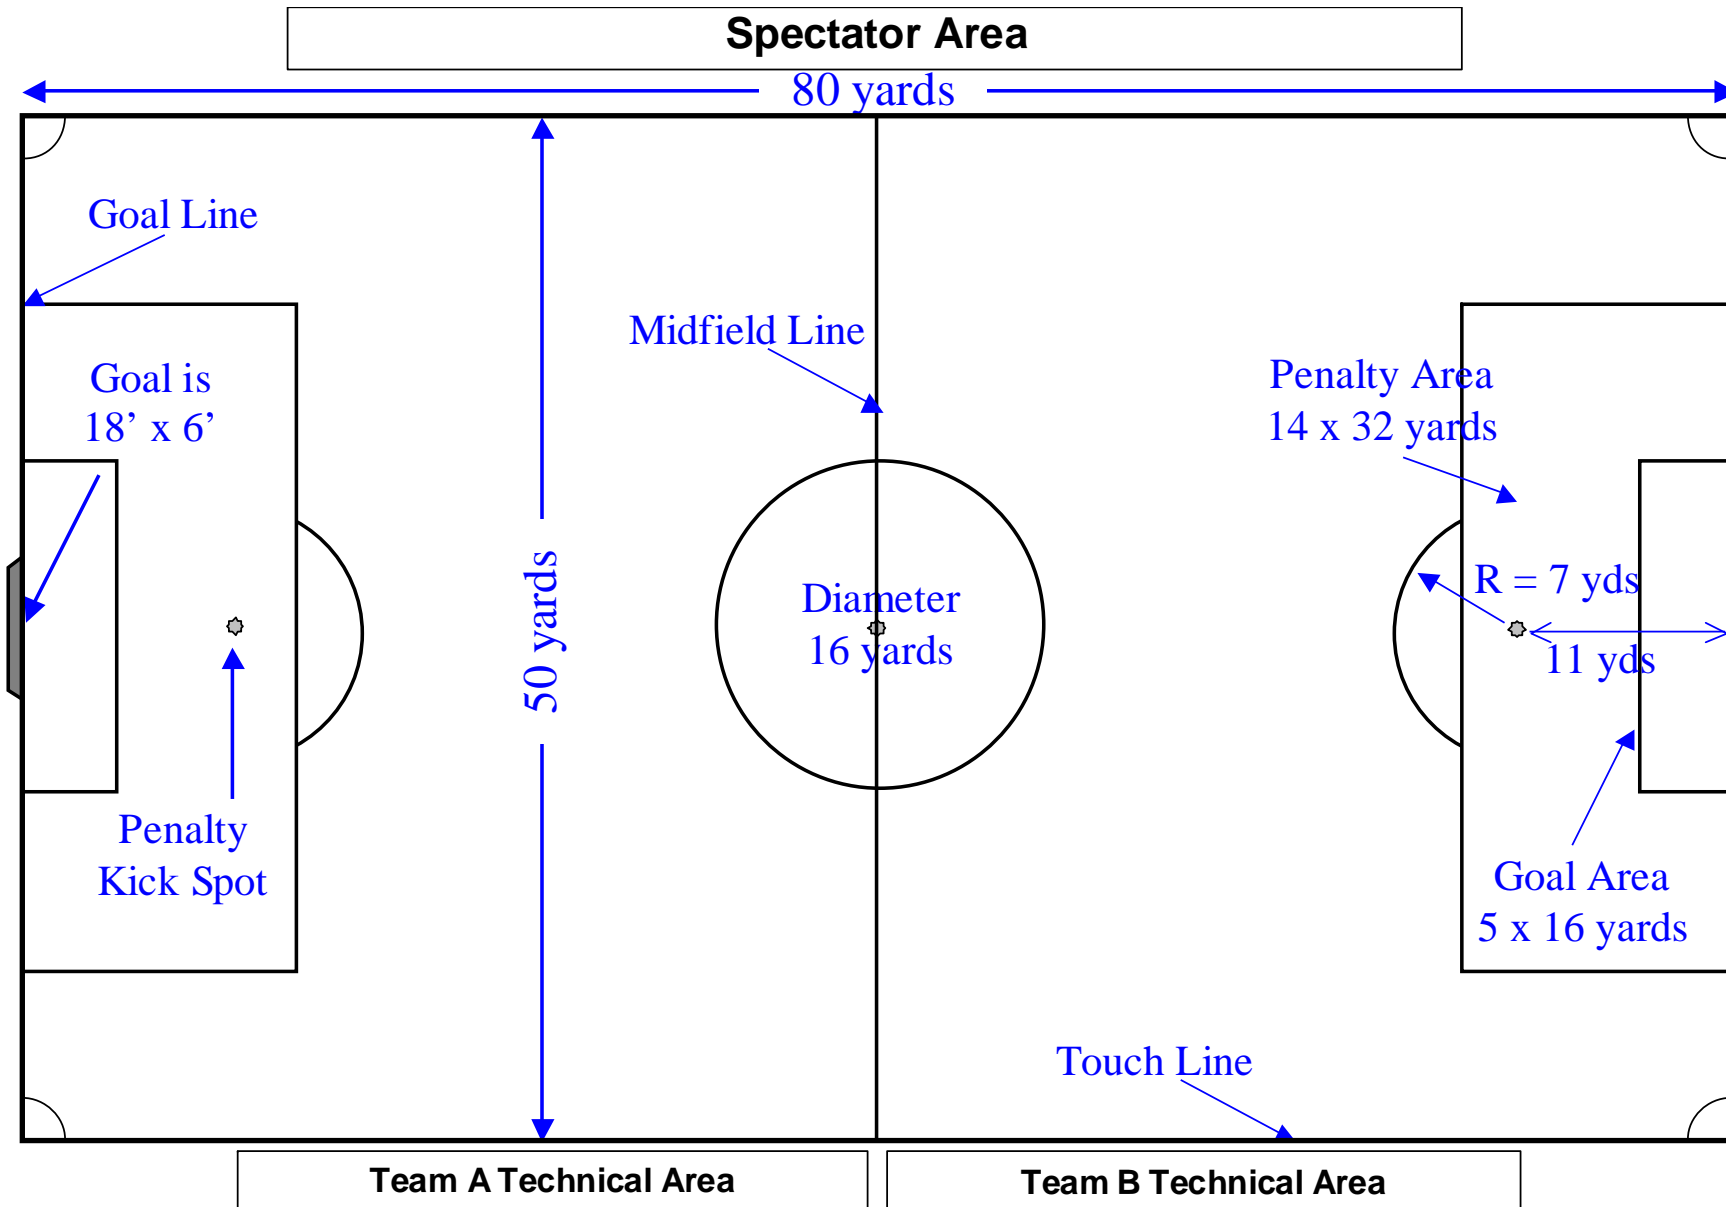 Spectator Area
80 yards
Goal Line
Midfield Line
Goal is
18’ x 6’
Penalty Area
14 x 32 yards
50 yards
Diameter
16 yards
R = 7 yds
11 yds
Penalty
Kick Spot
Goal Area
5 x 16 yards
Touch Line
Team A Technical Area
Team B Technical Area